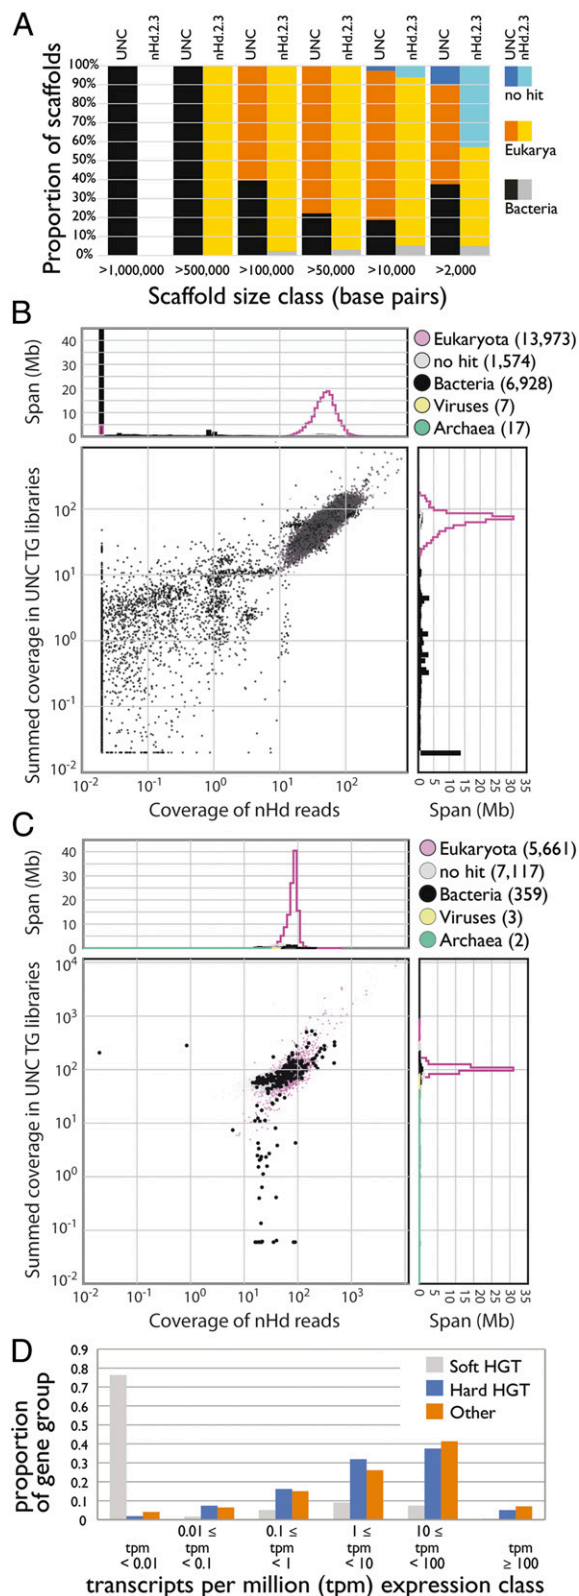 A
UNC
nHd.2.3
UNC
nHd.2.3
UNC
nHd.2.3
UNC
nHd.2.3
UNC
nHd.2.3
UNC
nHd.2.3
UNC
nHd.2.3
Proportion of scaffolds
100%
90%
80%
70%
60%
50%
40%
30%
20%
10%
0%
no hit
Eukarya
Bacteria
>1,000,000 >500,000 >100,000 >50,000 >10,000 >2,000
Scaffold size class (base pairs)
B
Span (Mb)
40
30
20
10
0
Eukaryota (13,973)
no hit (1,574)
Bacteria (6,928)
Viruses (7)
Archaea (17)
Summed coverage in UNC TG libraries
10²
10¹
10⁰
10⁻¹
10⁻²
10⁻² 10⁻¹ 10⁰ 10¹ 10²
Coverage of nHd reads
0 5 10 15 20 25 30 35
Span (Mb)
C
Span (Mb)
40
30
20
10
0
Eukaryota (5,661)
no hit (7,117)
Bacteria (359)
Viruses (3)
Archaea (2)
Summed coverage in UNC TG libraries
10⁴
10³
10²
10¹
10⁰
10⁻¹
10⁻²
10⁻² 10⁻¹ 10⁰ 10¹ 10² 10³
Coverage of nHd reads
0 5 10 15 20 25 30 35
Span (Mb)
D
proportion
of gene group
0.9
0.8
0.7
0.6
0.5
0.4
0.3
0.2
0.1
0
Soft HGT
Hard HGT
Other
0.01 ≤ 0.1 ≤ 1 ≤ 10 ≤
tpm tpm tpm tpm tpm tpm
< 0.01 < 0.1 < 1 < 10 < 100 ≥ 100
transcripts per million (tpm) expression class